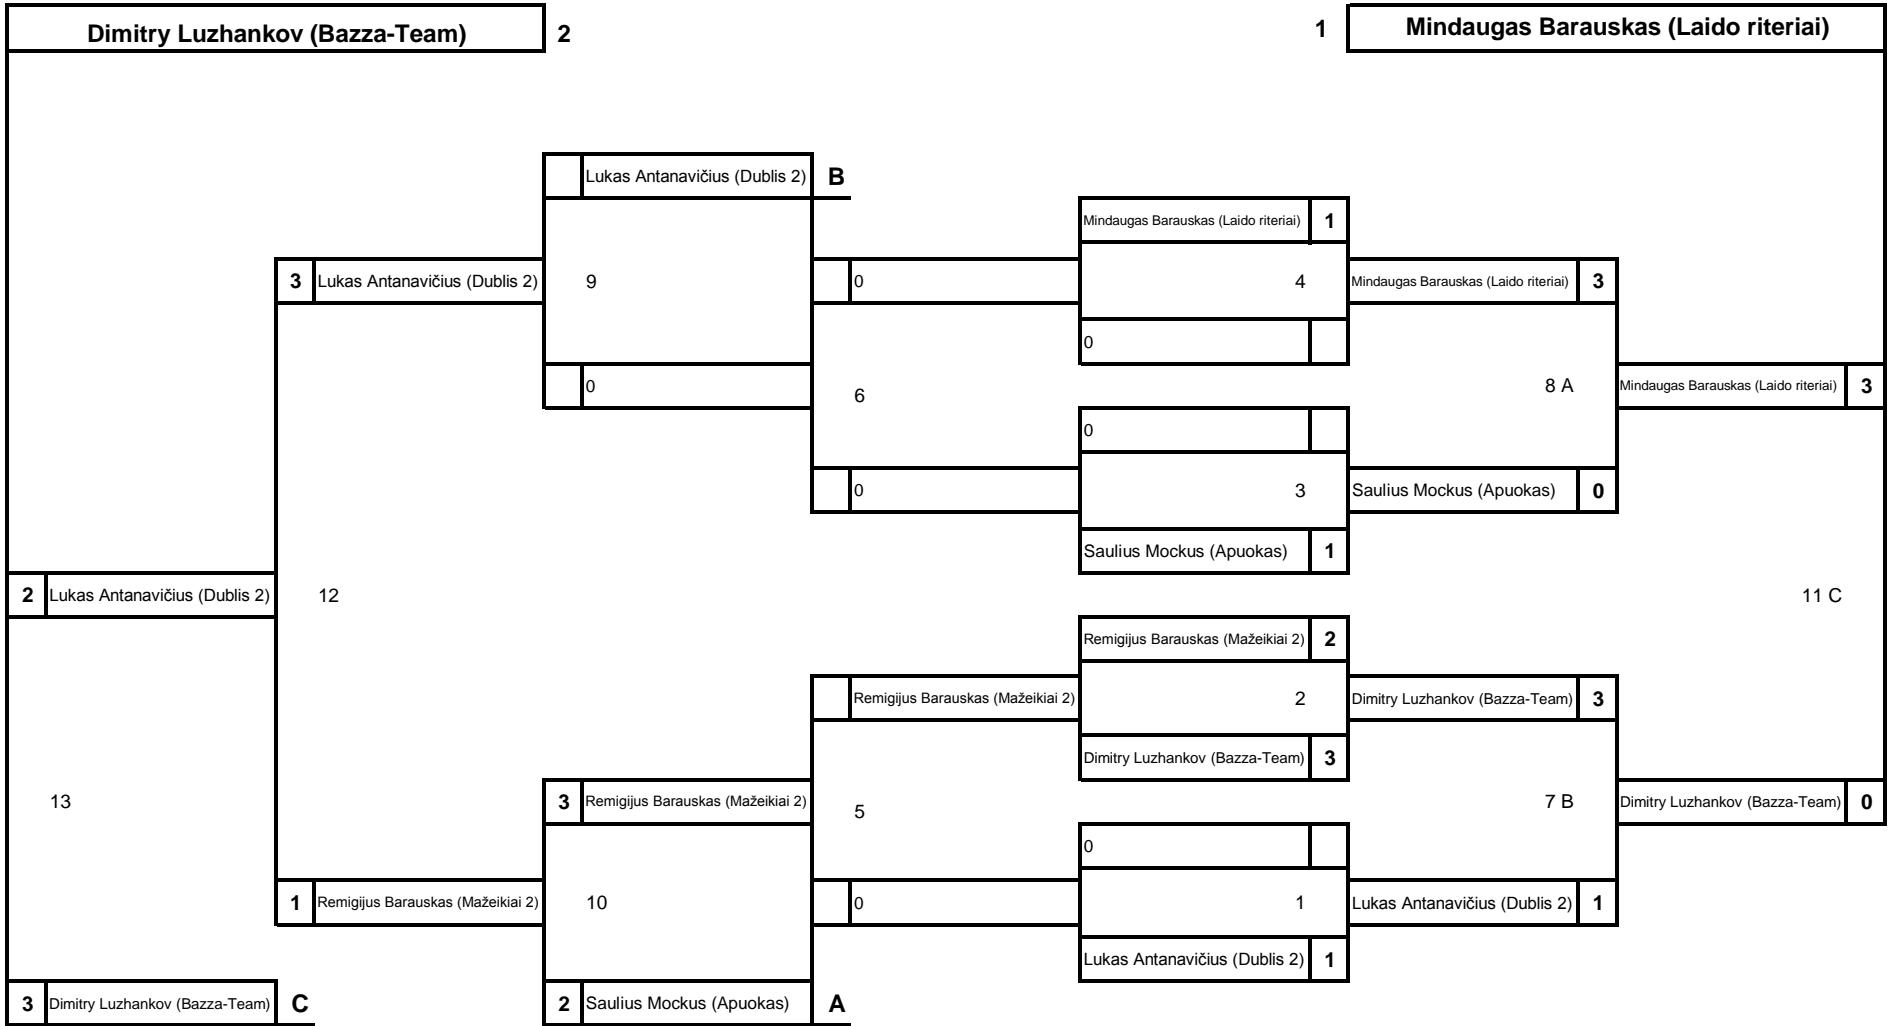 Dimitry Luzhankov (Bazza-Team) 2 1 Mindaugas Barauskas (Laido riteriai)
Lukas Antanavičius (Dublis 2) B
Mindaugas Barauskas (Laido riteriai) 1
3 Lukas Antanavičius (Dublis 2) 9 0 4 Mindaugas Barauskas (Laido riteriai) 3
0
0 6 8 A Mindaugas Barauskas (Laido riteriai) 3
0
0 3 Saulius Mockus (Apuokas) 0
Saulius Mockus (Apuokas) 1
2 Lukas Antanavičius (Dublis 2) 12 11 C
Remigijus Barauskas (Mažeikiai 2) 2
Remigijus Barauskas (Mažeikiai 2) 2 Dimitry Luzhankov (Bazza-Team) 3
Dimitry Luzhankov (Bazza-Team) 3
13 3 Remigijus Barauskas (Mažeikiai 2) 5 7 B Dimitry Luzhankov (Bazza-Team) 0
0
1 Remigijus Barauskas (Mažeikiai 2) 10 0 1 Lukas Antanavičius (Dublis 2) 1
Lukas Antanavičius (Dublis 2) 1
3 Dimitry Luzhankov (Bazza-Team) C 2 Saulius Mockus (Apuokas) A